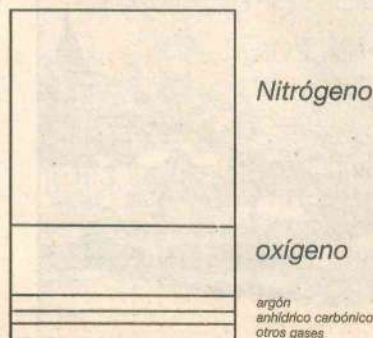 Nitrógeno
oxígeno
argón
anhídrico carbónico
otros gases